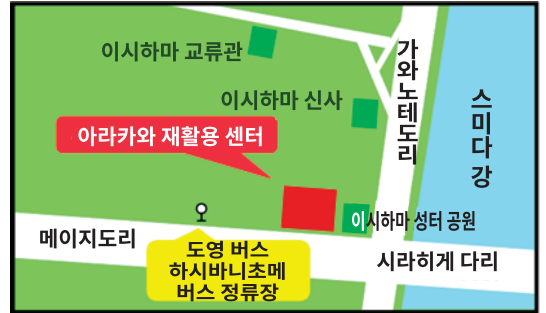 이시하마 교류관
가와노테도리
이시하마 신사
스미다 강
아라카와 재활용 센터
이시하마 성터 공원
메이지도리
도영 버스
하시바니초메
버스 정류장
시라히게 다리